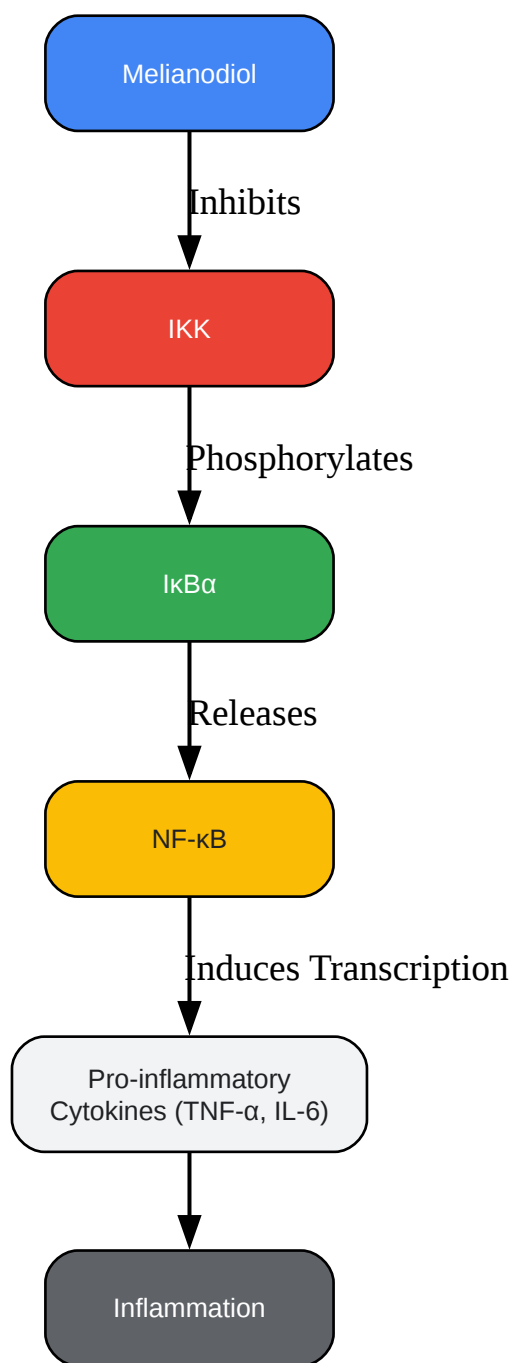 Melianodiol
Inhibits
IKK
Phosphorylates
IκBα
Releases
NF-κB
Induces Transcription
Pro-inflammatory
Cytokines (TNF-α, IL-6)
Inflammation